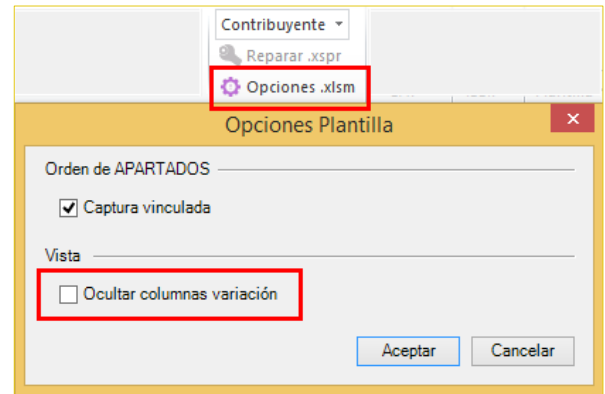 Contribuyente
Reparar .xspr
Opciones .xlsm
Opciones Plantilla
Orden de APARTADOS
Captura vinculada
Vista
Ocultar columnas variación
Aceptar
Cancelar